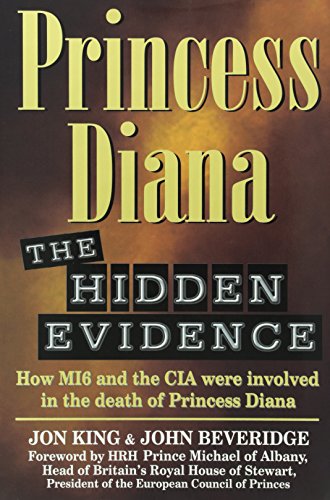 Princess
Diana
THE
HIDDEN
EVIDENCE
How MI6 and the CIA were involved
in the death of Princess Diana
JON KING & JOHN BEVERIDGE
Foreword by HRH Prince Michael of Albany,
Head of Britain's Royal House of Stewart,
President of the European Council of Princes